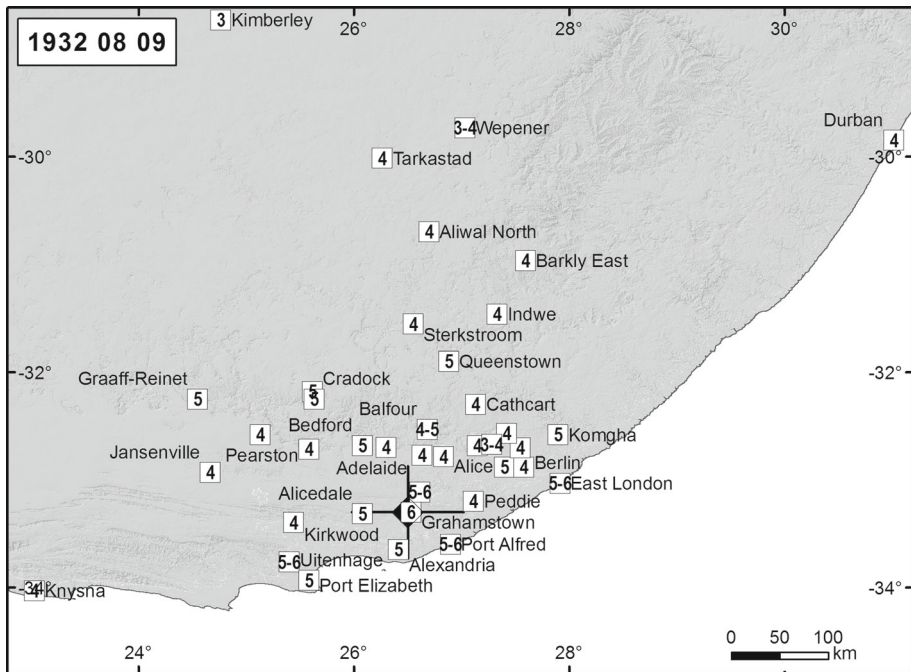 3 Kimberley
26°
28°
30°
1932 08 09
Durban
4
3-4 Wepener
-30°
4 Tarkastad
-30°
4 Aliwal North
4 Barkly East
4 Indwe
4
Sterkstroom
5 Queenstown
-32°
-32°
Graaff-Reinet
5
Cradock
5
5
Balfour
4 Cathcart
4-5
Bedford
4
Pearston
4
5
4
4
3-4
4
4
5 Komgha
Jansenville
4
Adelaide
4
4
Alice
5
4
Berlin
5-6 East London
5-6
Alicedale
5
6
Grahamstown
4 Peddie
4
Kirkwood
5
Alexandria
5-6 Port Alfred
5-6 Uitenhage
5
Port Elizabeth
-34°
4 Knysna
-34°
24°
26°
28°
0 50 100
km